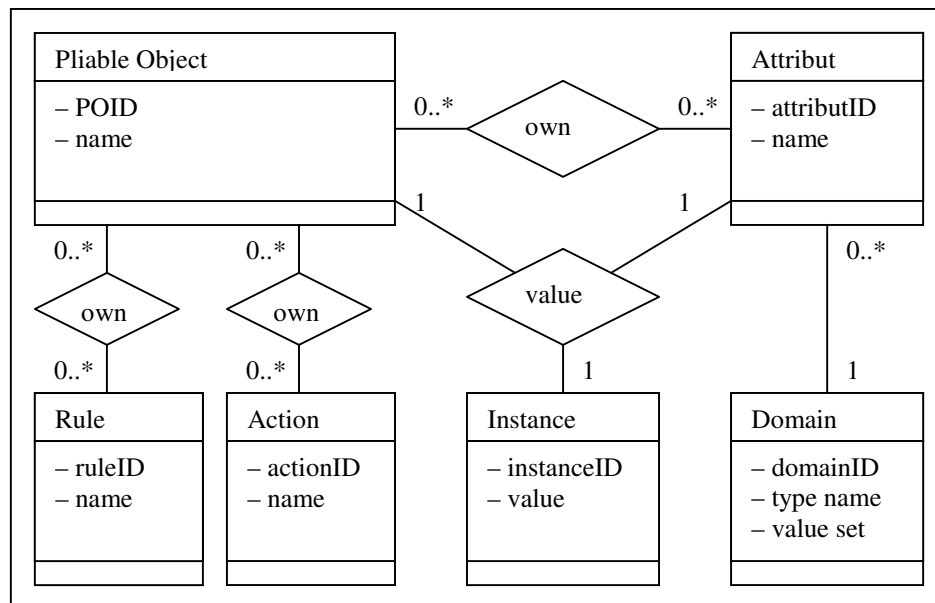 Pliable Object
– POID
– name
Attribut
– attributID
– name
0..*
own
0..*
1
1
0..*
0..*
0..*
own
own
value
0..*
0..*
1
1
Rule
– ruleID
– name
Action
– actionID
– name
Instance
– instanceID
– value
Domain
– domainID
– type name
– value set